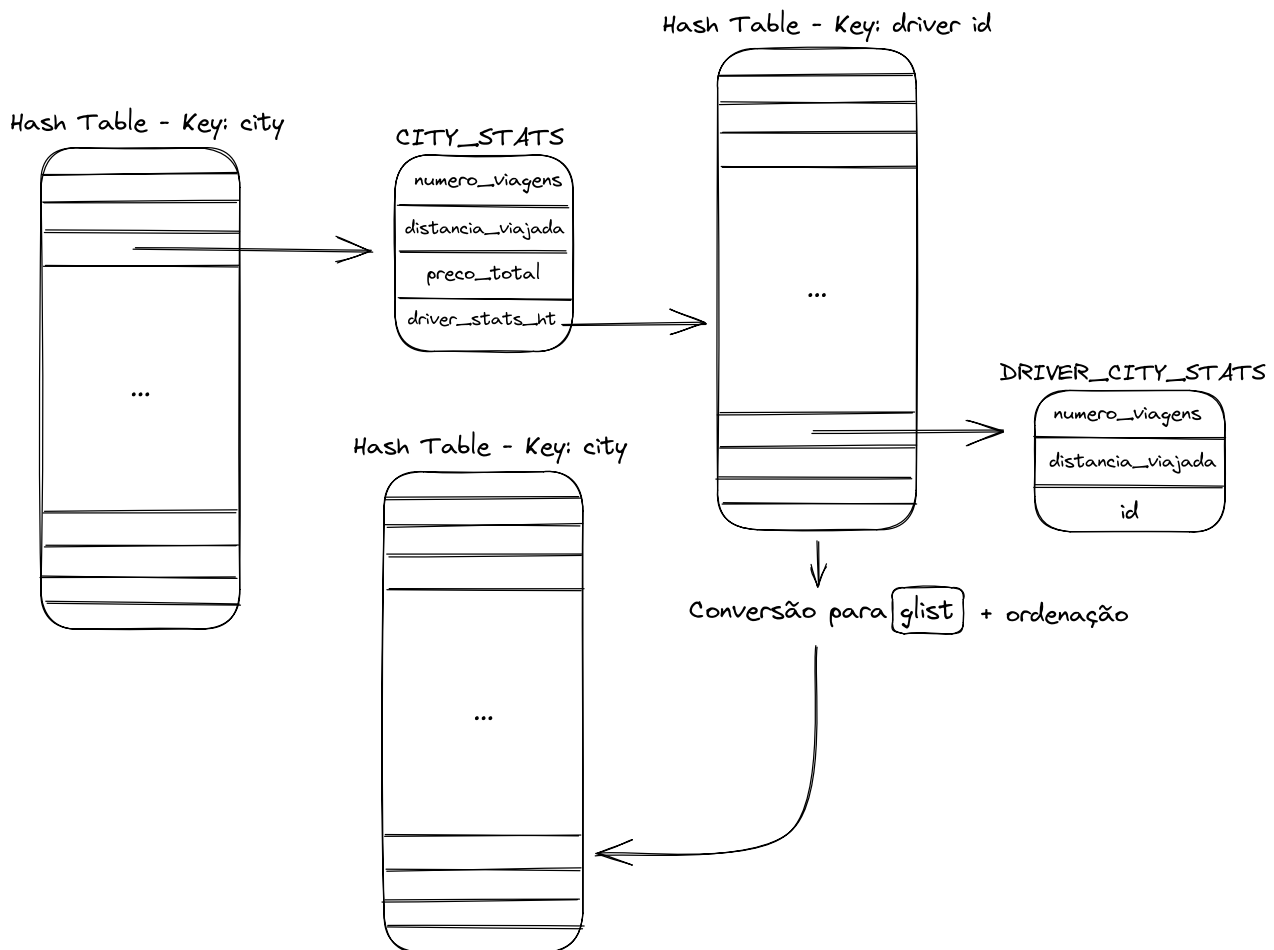 Hash Table - Key: driver id
Hash Table - Key: city
CITY_STATS
numero_viagens
distancia_viajada
preco_total
driver_stats_ht
...
...
DRIVER_CITY_STATS
numero_viagens
distancia_viajada
id
Hash Table - Key: city
...
Conversão para glist + ordenação